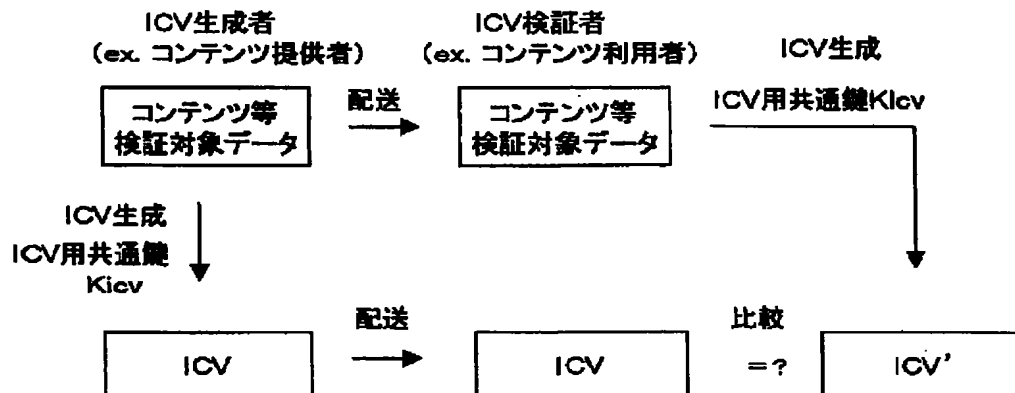 ICV生成者
(ex. コンテンツ提供者)
ICV検証者
(ex. コンテンツ利用者)
ICV生成
コンテンツ等
検証対象データ
配送
コンテンツ等
検証対象データ
ICV用共通鍵KIcv
ICV生成
ICV用共通鍵
Kicv
ICV
配送
ICV
比較
=?
ICV'